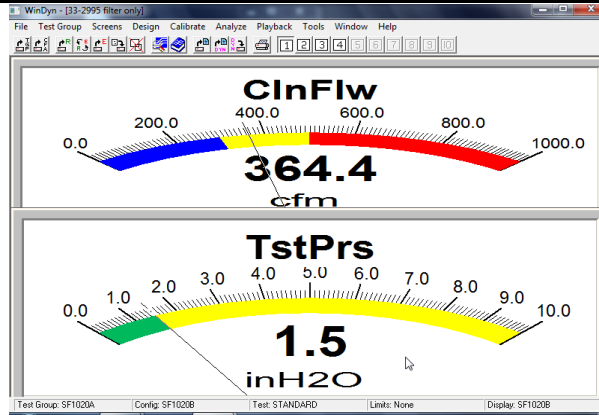 WinDyn - [33-2995 filter only]
File Test Group Screens Design Calibrate Analyze Playback Tools Window Help
1 2 3 4 5 6 7 8 9 10
ClnFlw
0.0 200.0 400.0 600.0 800.0 1000.0
364.4
cfm
TstPrs
0.0 1.0 2.0 3.0 4.0 5.0 6.0 7.0 8.0 9.0 10.0
1.5
inH2O
Test Group: SF1020A Config: SF1020B Test: STANDARD Limits: None Display: SF1020B